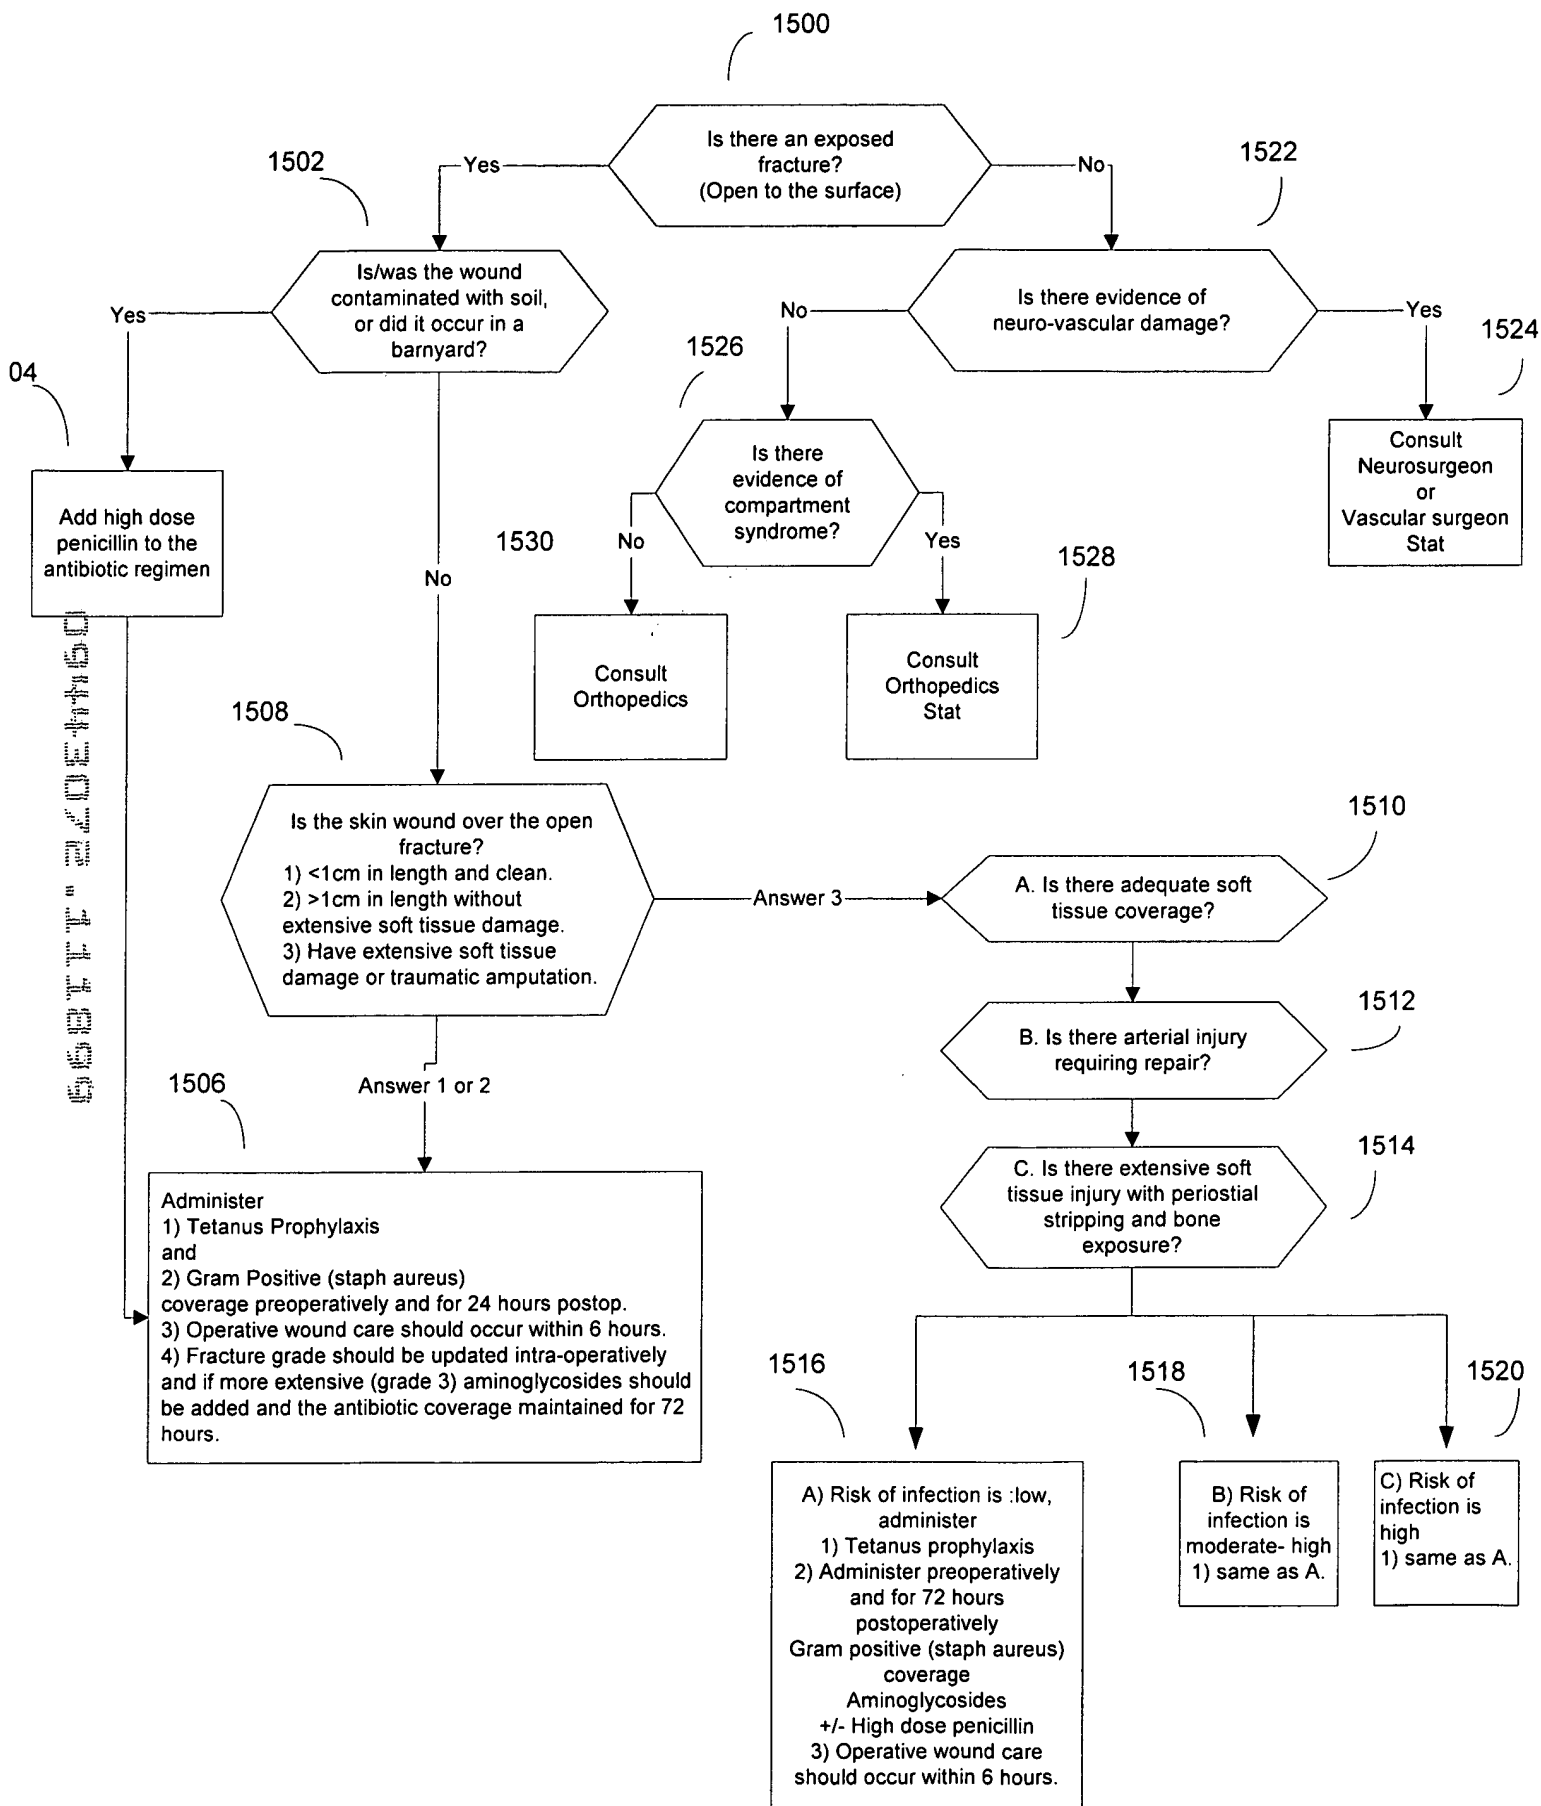 1500
Is there an exposed
fracture?
(Open to the surface)
Yes
No
1502
1522
Is/was the wound
contaminated with soil,
or did it occur in a
barnyard?
Yes
Is there evidence of
neuro-vascular damage?
No
Yes
1524
04
1526
Add high dose
penicillin to the
antibiotic regimen
Is there
evidence of
compartment
syndrome?
Consult
Neurosurgeon
or
Vascular surgeon
Stat
No
1530
No
Yes
1528
Consult
Orthopedics
Consult
Orthopedics
Stat
09443072.111899
1508
Is the skin wound over the open
fracture?
1) <1cm in length and clean.
2) >1cm in length without
extensive soft tissue damage.
3) Have extensive soft tissue
damage or traumatic amputation.
Answer 3
1510
A. Is there adequate soft
tissue coverage?
1512
B. Is there arterial injury
requiring repair?
Answer 1 or 2
1514
C. Is there extensive soft
tissue injury with periostial
stripping and bone
exposure?
1506
Administer
1) Tetanus Prophylaxis
and
2) Gram Positive (staph aureus)
coverage preoperatively and for 24 hours postop.
3) Operative wound care should occur within 6 hours.
4) Fracture grade should be updated intra-operatively
and if more extensive (grade 3) aminoglycosides should
be added and the antibiotic coverage maintained for 72
hours.
1516
1518
1520
A) Risk of infection is :low,
administer
1) Tetanus prophylaxis
2) Administer preoperatively
and for 72 hours
postoperatively
Gram positive (staph aureus)
coverage
Aminoglycosides
+/- High dose penicillin
3) Operative wound care
should occur within 6 hours.
B) Risk of
infection is
moderate- high
1) same as A.
C) Risk of
infection is
high
1) same as A.